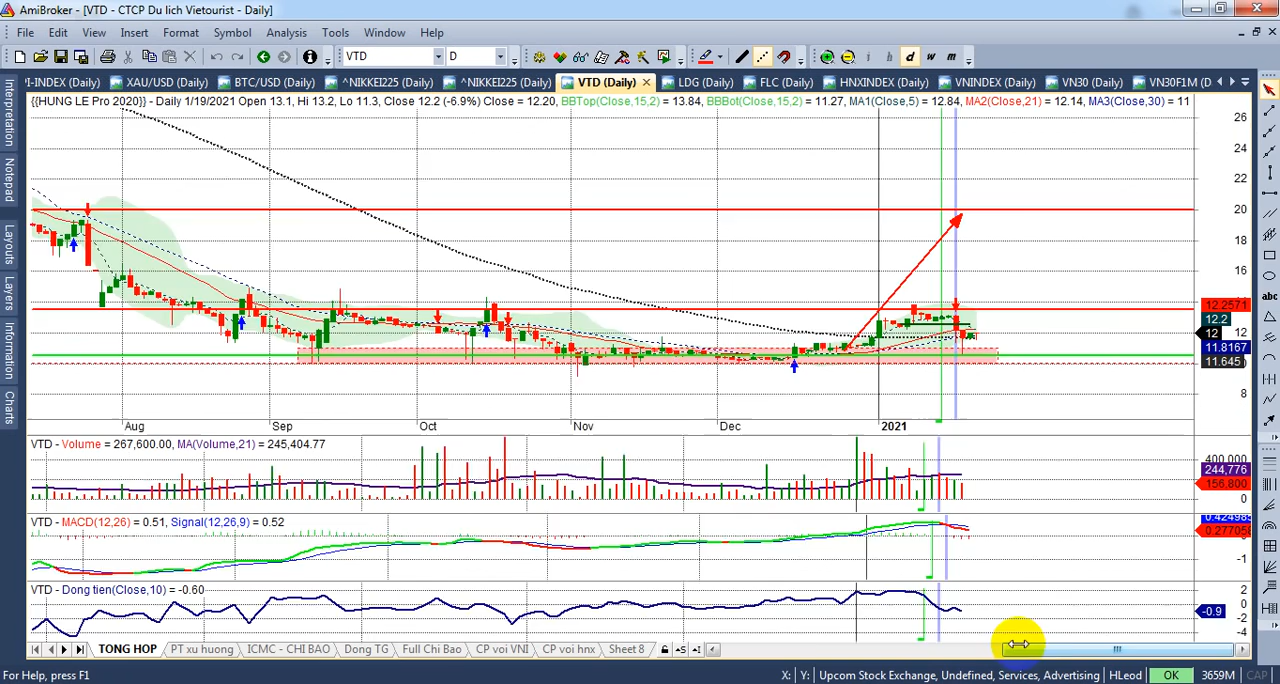 AmiBroker - [VTD - CTCP Du lich Vietourist - Daily]
File Edit View Insert Format Symbol Analysis Tools Window Help
VTD D i h d w m
I-INDEX (Daily) XAU/USD (Daily) BTC/USD (Daily) ^NIKKEI225 (Daily) ^NIKKEI225 (Daily) VTD (Daily) LDG (Daily) FLC (Daily) HNXINDEX (Daily) VNINDEX (Daily) VN30 (Daily) VN30F1M (D
{{HUNG LE Pro 2020}} - Daily 1/19/2021 Open 13.1, Hi 13.2, Lo 11.3, Close 12.2 (-6.9%) Close = 12.20, BBTop(Close,15,2) = 13.84, BBBot(Close,15,2) = 11.27, MA1(Close,5) = 12.84, MA2(Close,21) = 12.14, MA3(Close,30) = 11
Interpretation
Notepad
Layouts
Layers
Information
Charts
abc
26
24
22
20
18
16
12.2571
12.2
12 12
11.8167
11.645
8
Aug Sep Oct Nov Dec 2021
VTD - Volume = 267,600.00, MA(Volume,21) = 245,404.77
400,000
244,776
156,800
0
VTD - MACD(12,26) = 0.51, Signal(12,26,9) = 0.52
-1
VTD - Dong tien(Close,10) = -0.60
2
0
-0.9
-2
-4
TONG HOP PT xu huong ICMC - CHI BAO Dong TG Full Chi Bao CP voi VNI CP voi hnx Sheet 8
For Help, press F1 X: Y: Upcom Stock Exchange, Undefined, Services, Advertising HLeod OK 3659M CAP